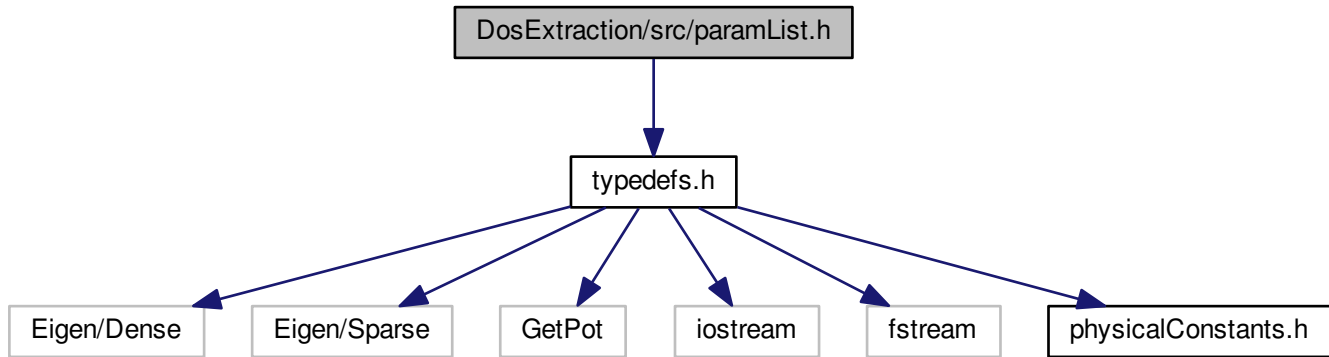 DosExtraction/src/paramList.h
typedefs.h
Eigen/Dense
Eigen/Sparse
GetPot
iostream
fstream
physicalConstants.h